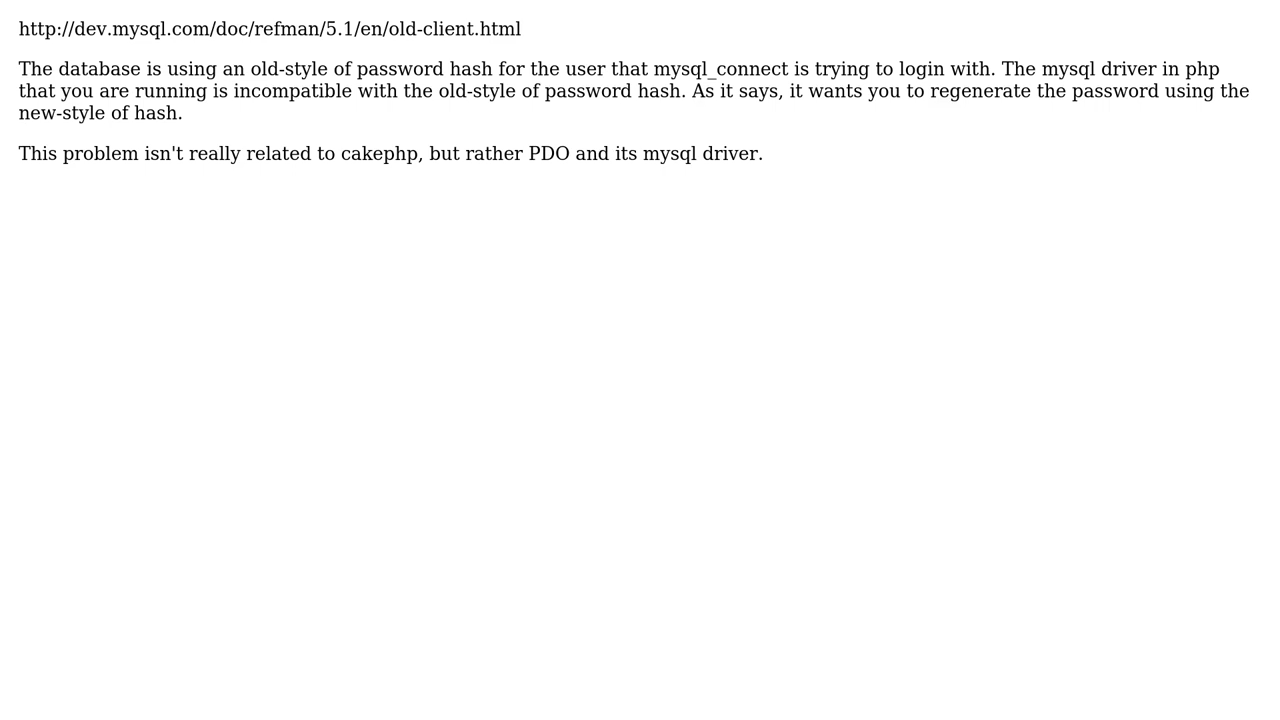 http://dev.mysql.com/doc/refman/5.1/en/old-client.html
The database is using an old-style of password hash for the user that mysql_connect is trying to login with. The mysql driver in php
that you are running is incompatible with the old-style of password hash. As it says, it wants you to regenerate the password using the
new-style of hash.
This problem isn't really related to cakephp, but rather PDO and its mysql driver.